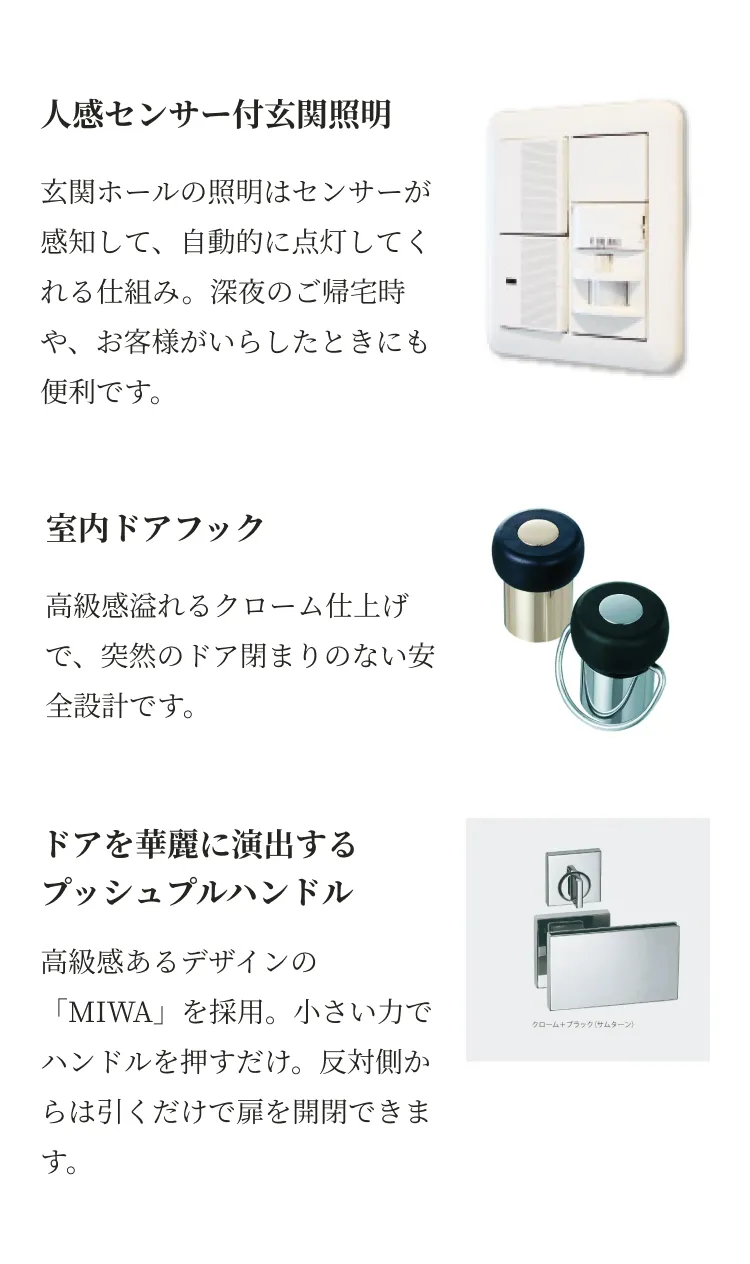 人感センサー付玄関照明
玄関ホールの照明はセンサーが
感知して、自動的に点灯してく
れる仕組み。深夜のご帰宅時
や、お客様がいらしたときにも
便利です。
室内ドアフック
高級感溢れるクローム仕上げ
で、突然のドア閉まりのない安
全設計です。
ドアを華麗に演出する
プッシュプルハンドル
高級感あるデザインの
「MIWA」を採用。小さい力で
ハンドルを押すだけ。反対側か
らは引くだけで扉を開閉できま
す。
クローム＋ブラック（サムターン）